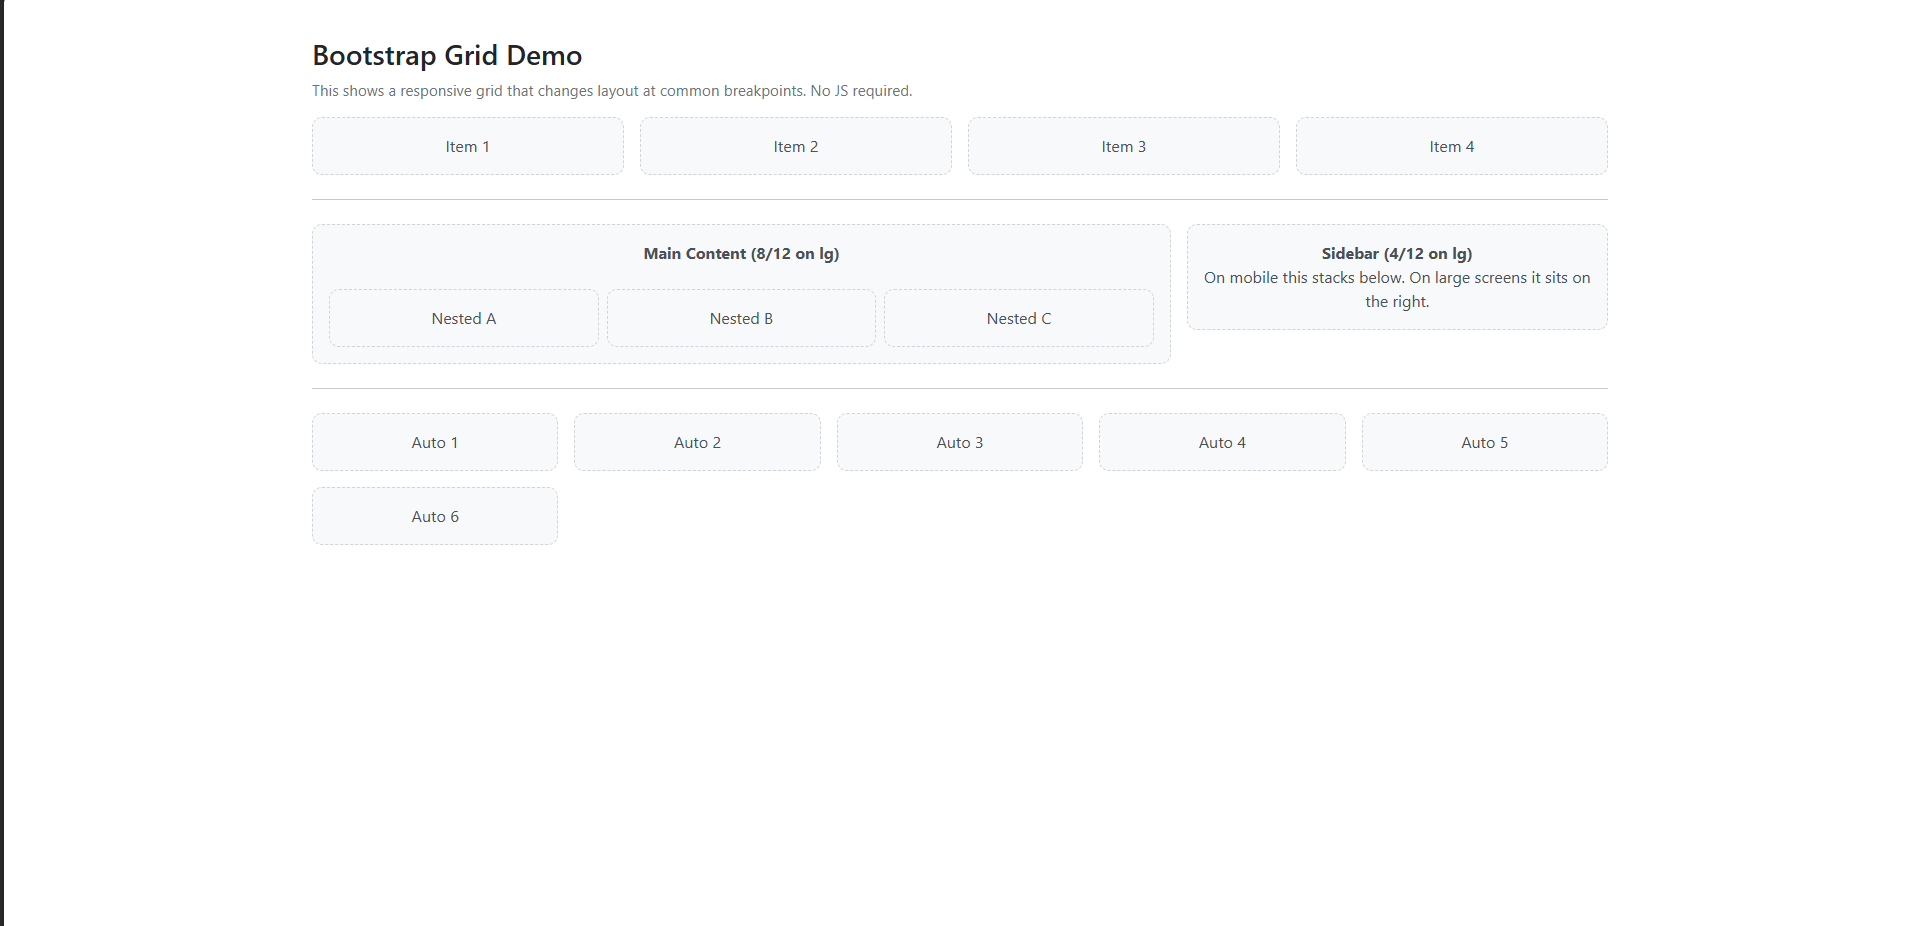 Bootstrap Grid Demo
This shows a responsive grid that changes layout at common breakpoints. No JS required.
Item 1
Item 2
Item 3
Item 4
Main Content (8/12 on lg)
Nested A
Nested B
Nested C
Sidebar (4/12 on lg)
On mobile this stacks below. On large screens it sits on
the right.
Auto 1
Auto 2
Auto 3
Auto 4
Auto 5
Auto 6